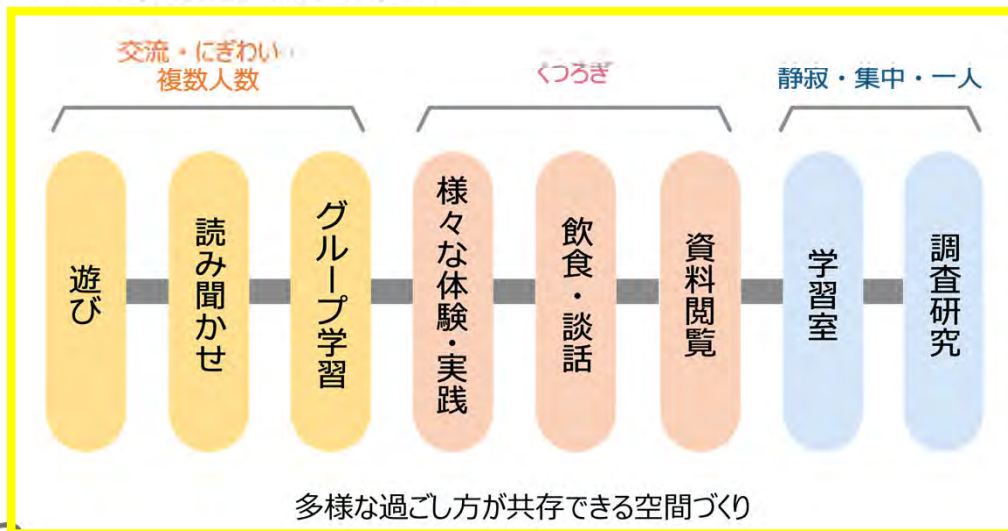 交流・にぎわい
複数人数
くつろぎ
静寂・集中・一人
遊び
読み聞かせ
グループ学習
様々な体験・実践
飲食・談話
資料閲覧
学習室
調査研究
多様な過ごし方が共存できる空間づくり